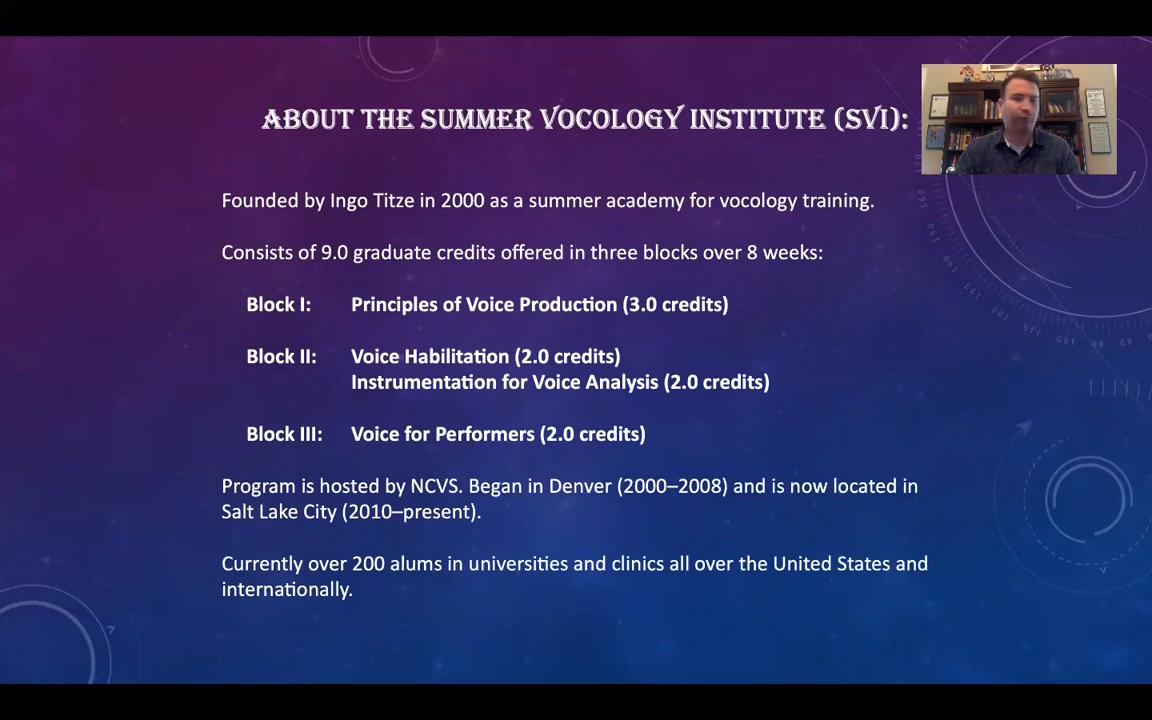 ABOUT THE SUMMER VOCOLOGY INSTITUTE (SVI):
Founded by Ingo Titze in 2000 as a summer academy for vocology training.
Consists of 9.0 graduate credits offered in three blocks over 8 weeks:
Block I: Principles of Voice Production (3.0 credits)
Block II: Voice Habilitation (2.0 credits)
Instrumentation for Voice Analysis (2.0 credits)
Block III: Voice for Performers (2.0 credits)
Program is hosted by NCVS. Began in Denver (2000–2008) and is now located in
Salt Lake City (2010–present).
Currently over 200 alums in universities and clinics all over the United States and
internationally.